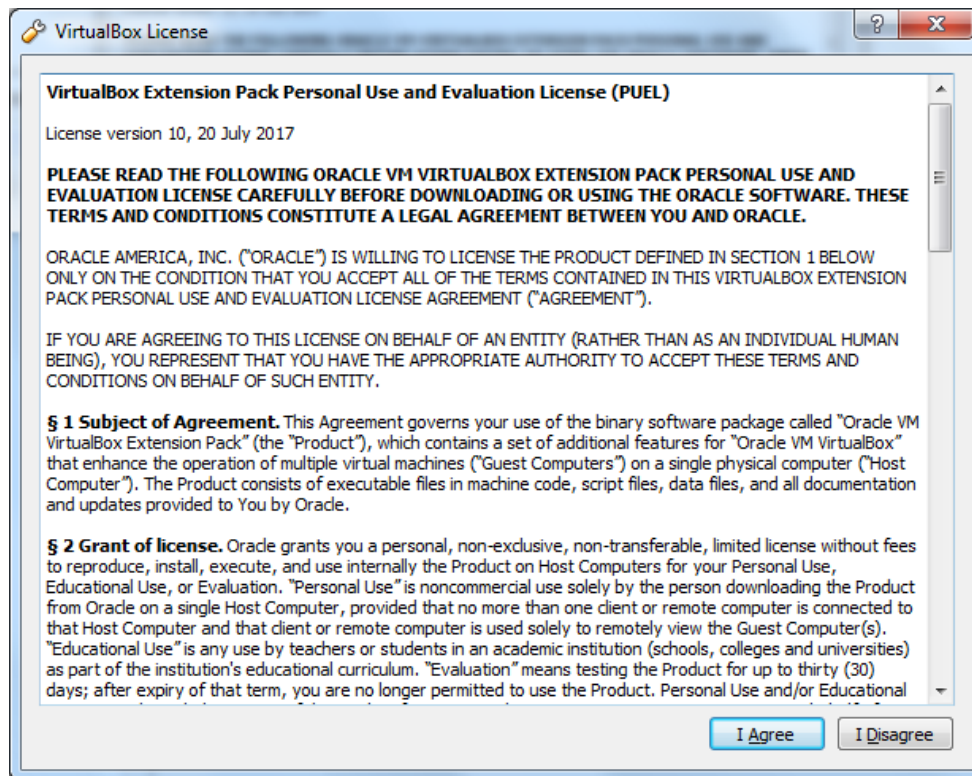 VirtualBox License
VirtualBox Extension Pack Personal Use and Evaluation License (PUEL)
License version 10, 20 July 2017
PLEASE READ THE FOLLOWING ORACLE VM VIRTUALBOX EXTENSION PACK PERSONAL USE AND
EVALUATION LICENSE CAREFULLY BEFORE DOWNLOADING OR USING THE ORACLE SOFTWARE. THESE
TERMS AND CONDITIONS CONSTITUTE A LEGAL AGREEMENT BETWEEN YOU AND ORACLE.
ORACLE AMERICA, INC. ("ORACLE") IS WILLING TO LICENSE THE PRODUCT DEFINED IN SECTION 1 BELOW
ONLY ON THE CONDITION THAT YOU ACCEPT ALL OF THE TERMS CONTAINED IN THIS VIRTUALBOX EXTENSION
PACK PERSONAL USE AND EVALUATION LICENSE AGREEMENT ("AGREEMENT").
IF YOU ARE AGREEING TO THIS LICENSE ON BEHALF OF AN ENTITY (RATHER THAN AS AN INDIVIDUAL HUMAN
BEING), YOU REPRESENT THAT YOU HAVE THE APPROPRIATE AUTHORITY TO ACCEPT THESE TERMS AND
CONDITIONS ON BEHALF OF SUCH ENTITY.
§ 1 Subject of Agreement. This Agreement governs your use of the binary software package called "Oracle VM
VirtualBox Extension Pack" (the "Product"), which contains a set of additional features for "Oracle VM VirtualBox"
that enhance the operation of multiple virtual machines ("Guest Computers") on a single physical computer ("Host
Computer"). The Product consists of executable files in machine code, script files, data files, and all documentation
and updates provided to You by Oracle.
§ 2 Grant of license. Oracle grants you a personal, non-exclusive, non-transferable, limited license without fees
to reproduce, install, execute, and use internally the Product on Host Computers for your Personal Use,
Educational Use, or Evaluation. "Personal Use" is noncommercial use solely by the person downloading the Product
from Oracle on a single Host Computer, provided that no more than one client or remote computer is connected to
that Host Computer and that client or remote computer is used solely to remotely view the Guest Computer(s).
"Educational Use" is any use by teachers or students in an academic institution (schools, colleges and universities)
as part of the institution's educational curriculum. "Evaluation" means testing the Product for up to thirty (30)
days; after expiry of that term, you are no longer permitted to use the Product. Personal Use and/or Educational
I Agree
I Disagree